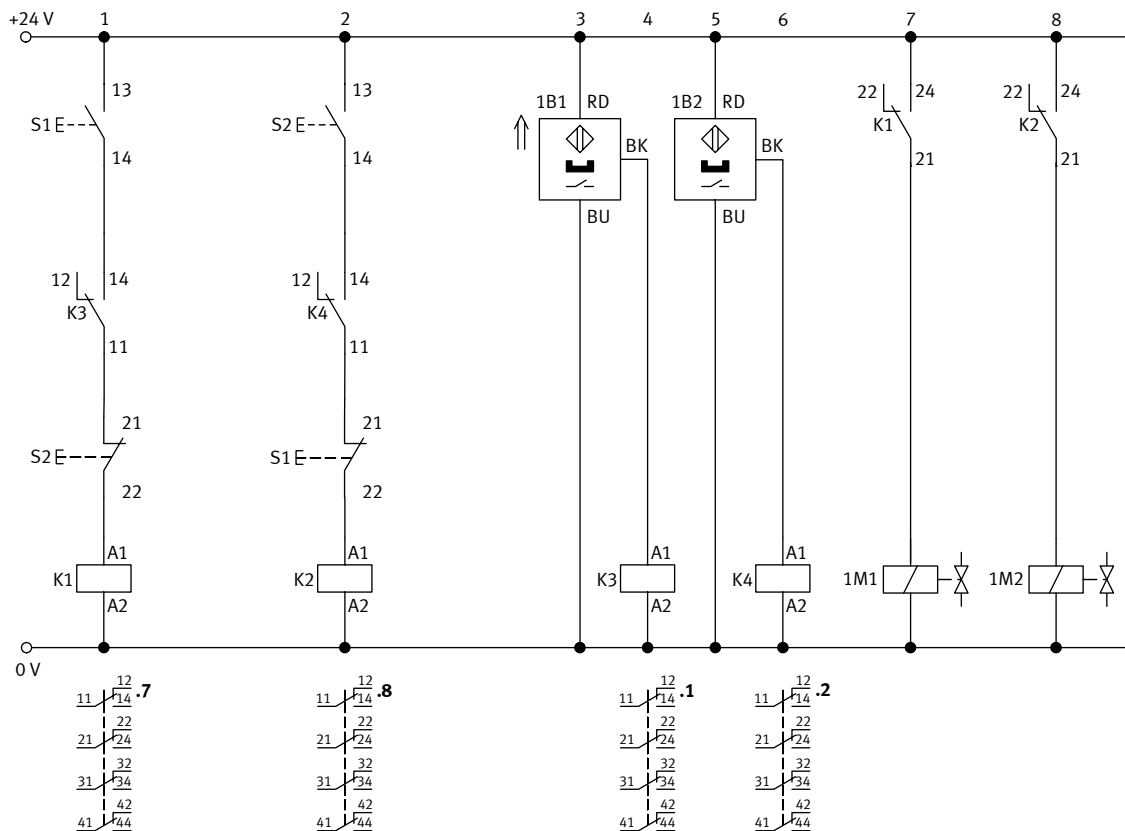 +24 V 1 2 3 4 5 6 7 8
13 13 22 24 22 24
1B1 RD 1B2 RD
S1 S2 K1 K2
BK BK
14 14 21 21
BU BU
12 14 12 14
K3 K4
11 11
21 21
S2 S1
22 22
A1 A1 A1 A1
K1 K2 K3 K4 1M1 1M2
A2 A2 A2 A2
0 V
12 12 12 12
11 14 .7 11 14 .8 11 14 .1 11 14 .2
22 22 22 22
21 24 21 24 21 24 21 24
32 32 32 32
31 34 31 34 31 34 31 34
42 42 42 42
41 44 41 44 41 44 41 44